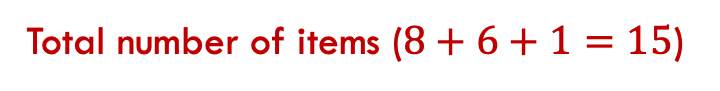 Total number of items (8 + 6 + 1 = 15)